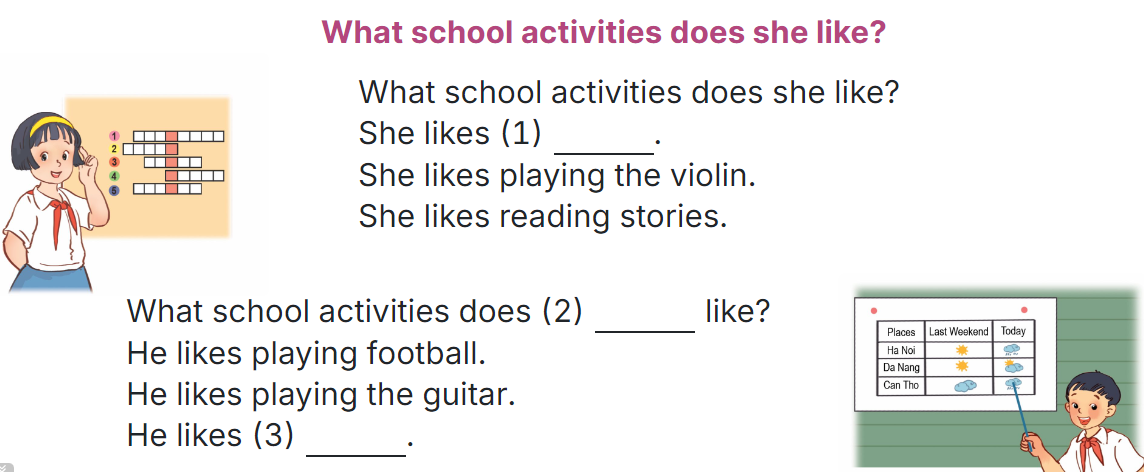 What school activities does she like?
What school activities does she like?
She likes (1) ______.
She likes playing the violin.
She likes reading stories.
1
2
3
4
5
What school activities does (2) ______ like?
He likes playing football.
He likes playing the guitar.
He likes (3) ______.
Places Last Weekend Today
Ha Noi
Da Nang
Can Tho